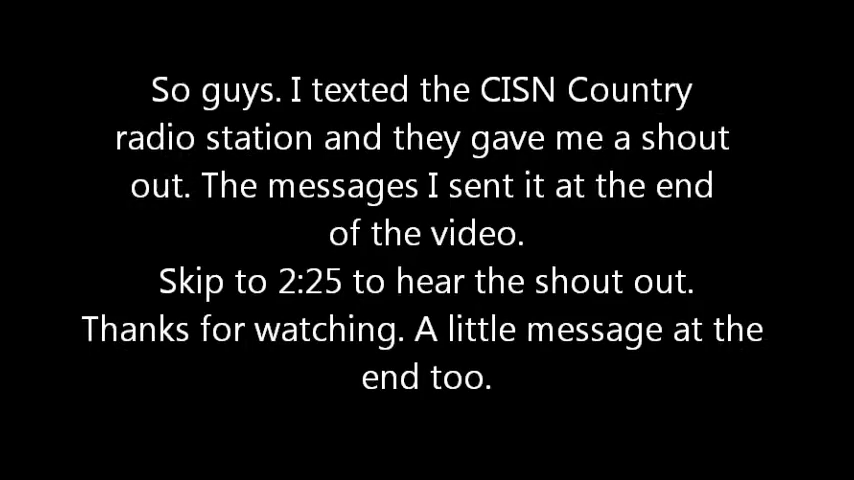 So guys. I texted the CISN Country
radio station and they gave me a shout
out. The messages I sent it at the end
of the video.
Skip to 2:25 to hear the shout out.
Thanks for watching. A little message at the
end too.